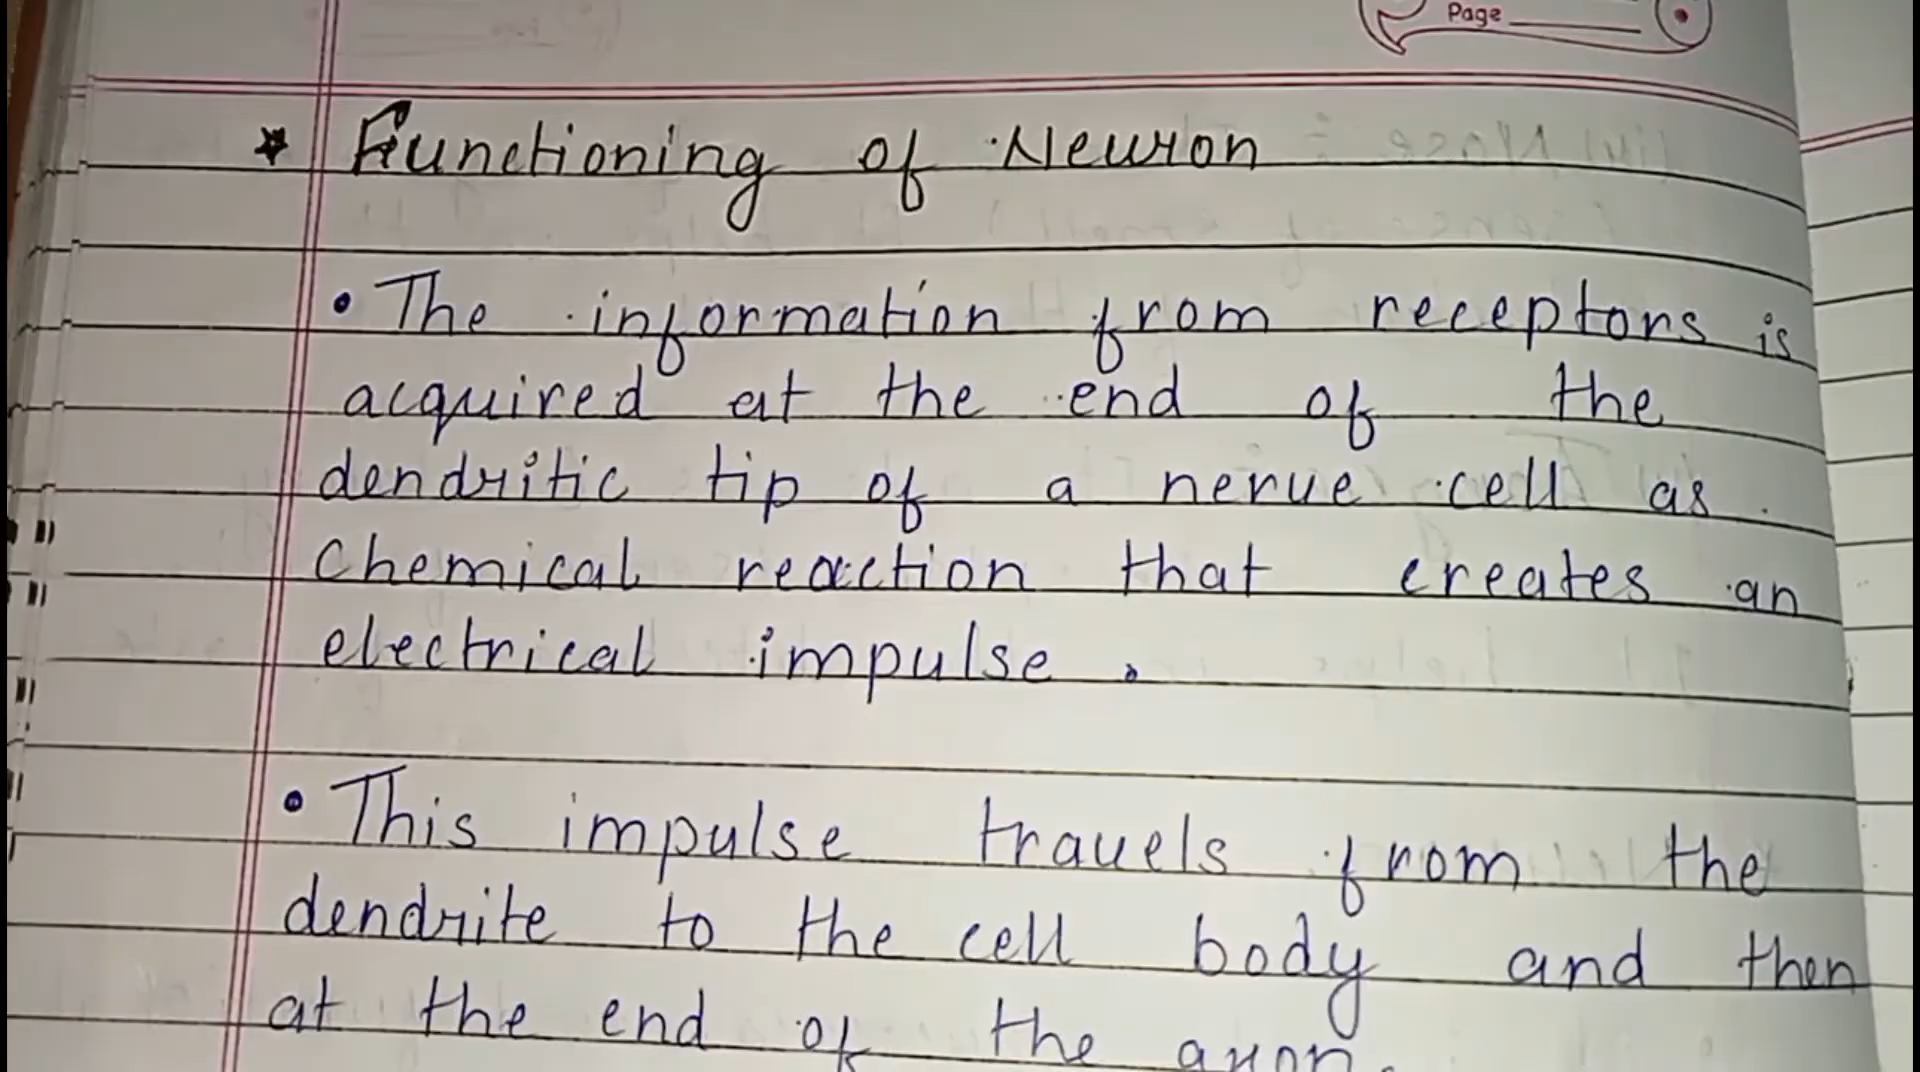 Page
* Functioning of Neuron
• The information from receptors is
acquired at the end of the
dendritic tip of a nerve cell as
chemical reaction that creates an
electrical impulse.
• This impulse travels from the
dendrite to the cell body and then
at the end of the axon.